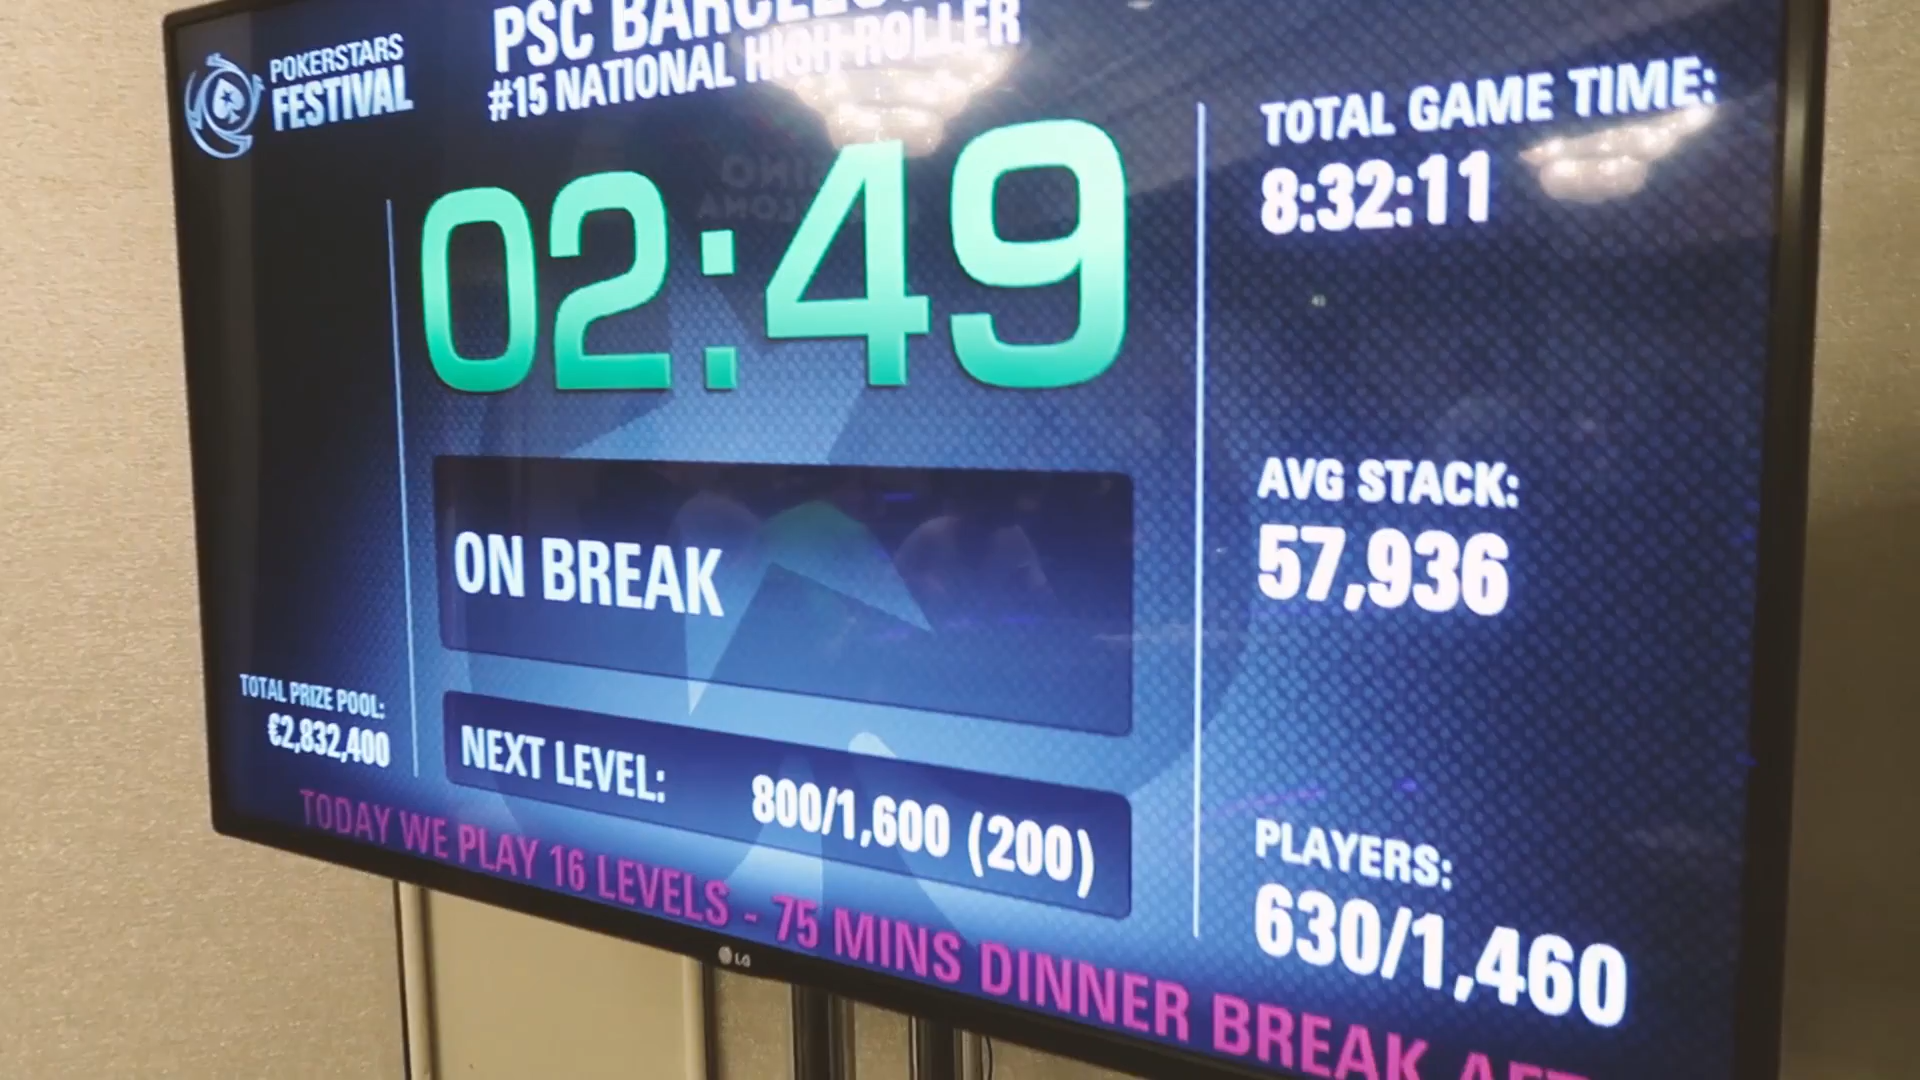 POKERSTARS
FESTIVAL
PSC
#15 NATIONAL HIGH ROLLER
02:49
TOTAL GAME TIME:
8:32:11
ON BREAK
AVG STACK:
57,936
TOTAL PRIZE POOL:
€2,832,400
NEXT LEVEL: 800/1,600 (200)
PLAYERS:
630/1,460
TODAY WE PLAY 16 LEVELS - 75 MINS DINNER BREAK
LG